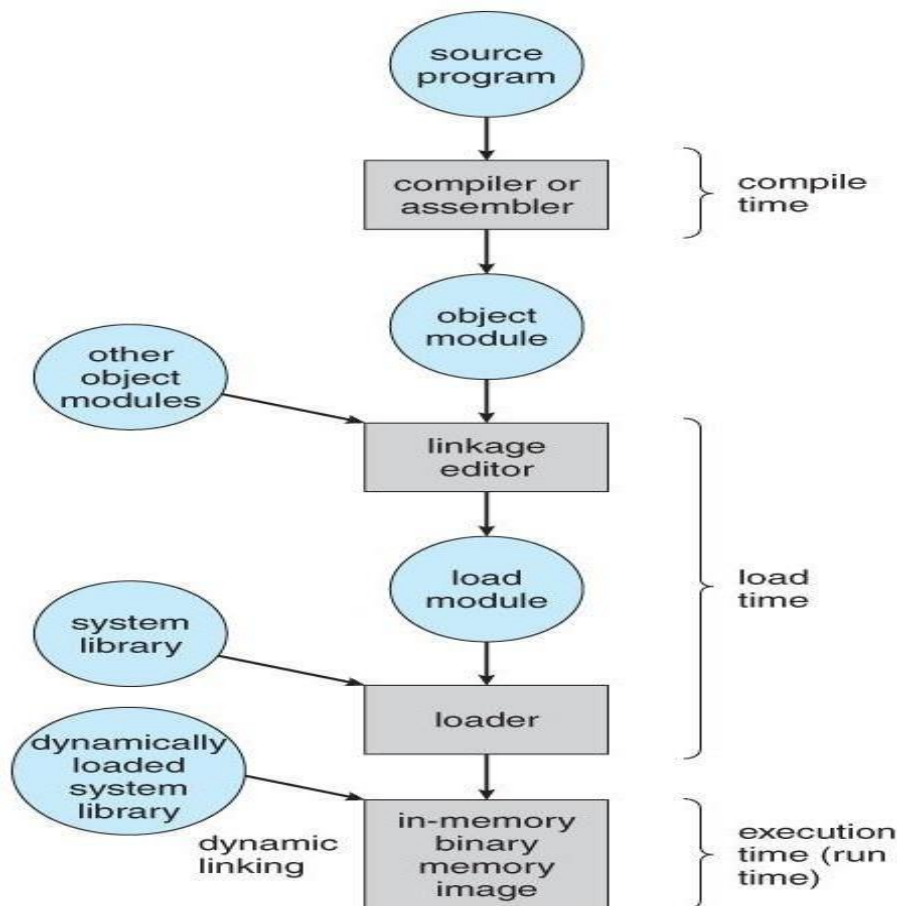 source
program
compiler or
assembler
compile
time
object
module
other
object
modules
linkage
editor
load
module
load
time
system
library
loader
dynamically
loaded
system
library
dynamic
linking
in-memory
binary
memory
image
execution
time (run
time)